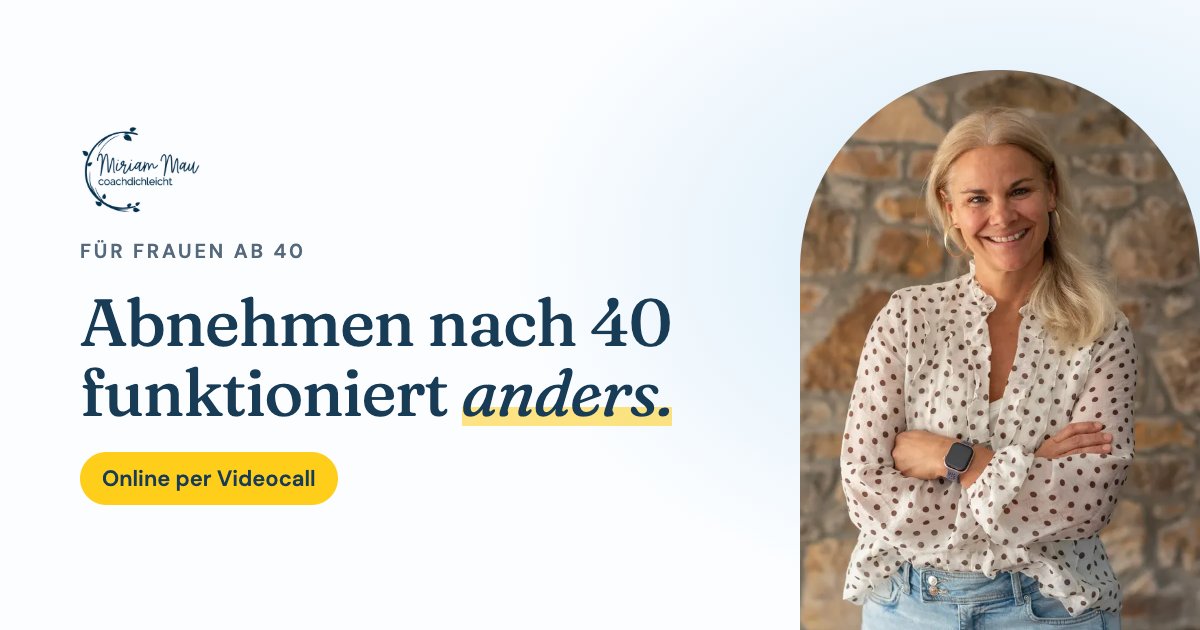 Miriam Mau
coachdichleicht
FÜR FRAUEN AB 40
Abnehmen nach 40
funktioniert anders.
Online per Videocall